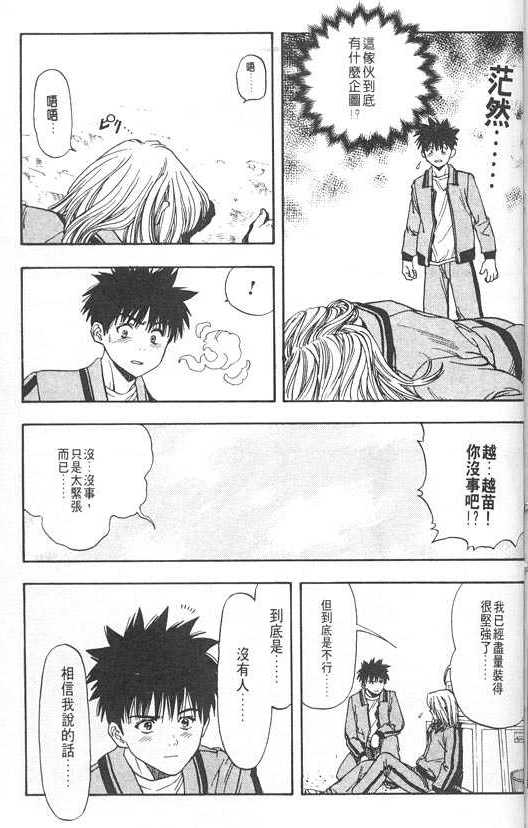 茫然……
這傢伙到底
有什麼企圖!?
唔……
ピク…
唔唔…
！
越…越苗！
你沒事吧!?
沒…沒事，
只是太緊張
而已……
我已經盡量裝得
很堅強了…
但到底是不
行……
到底是……
沒有人…
相信我說的話……